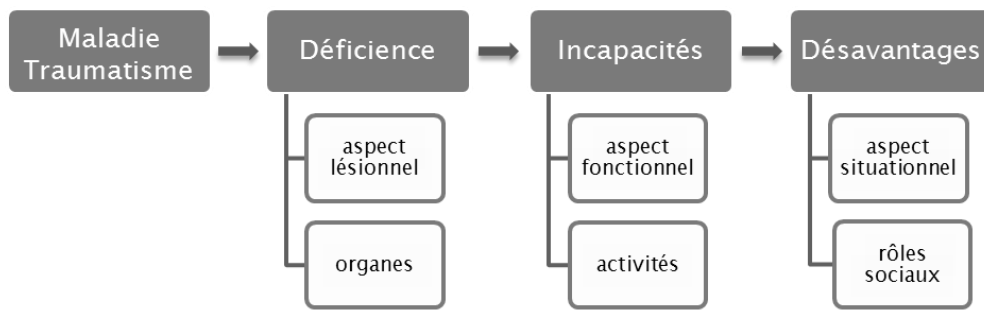 Maladie
Traumatisme
Déficience
Incapacités
Désavantages
aspect
lésionnel
aspect
fonctionnel
aspect
situationnel
organes
activités
rôles
sociaux